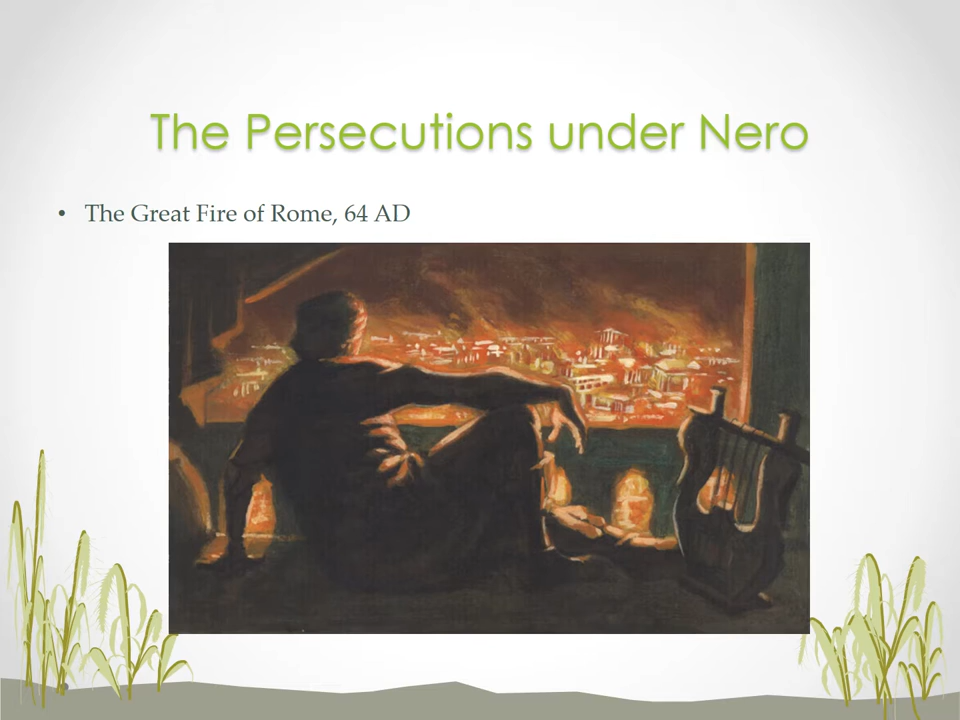 The Persecutions under Nero
• The Great Fire of Rome, 64 AD